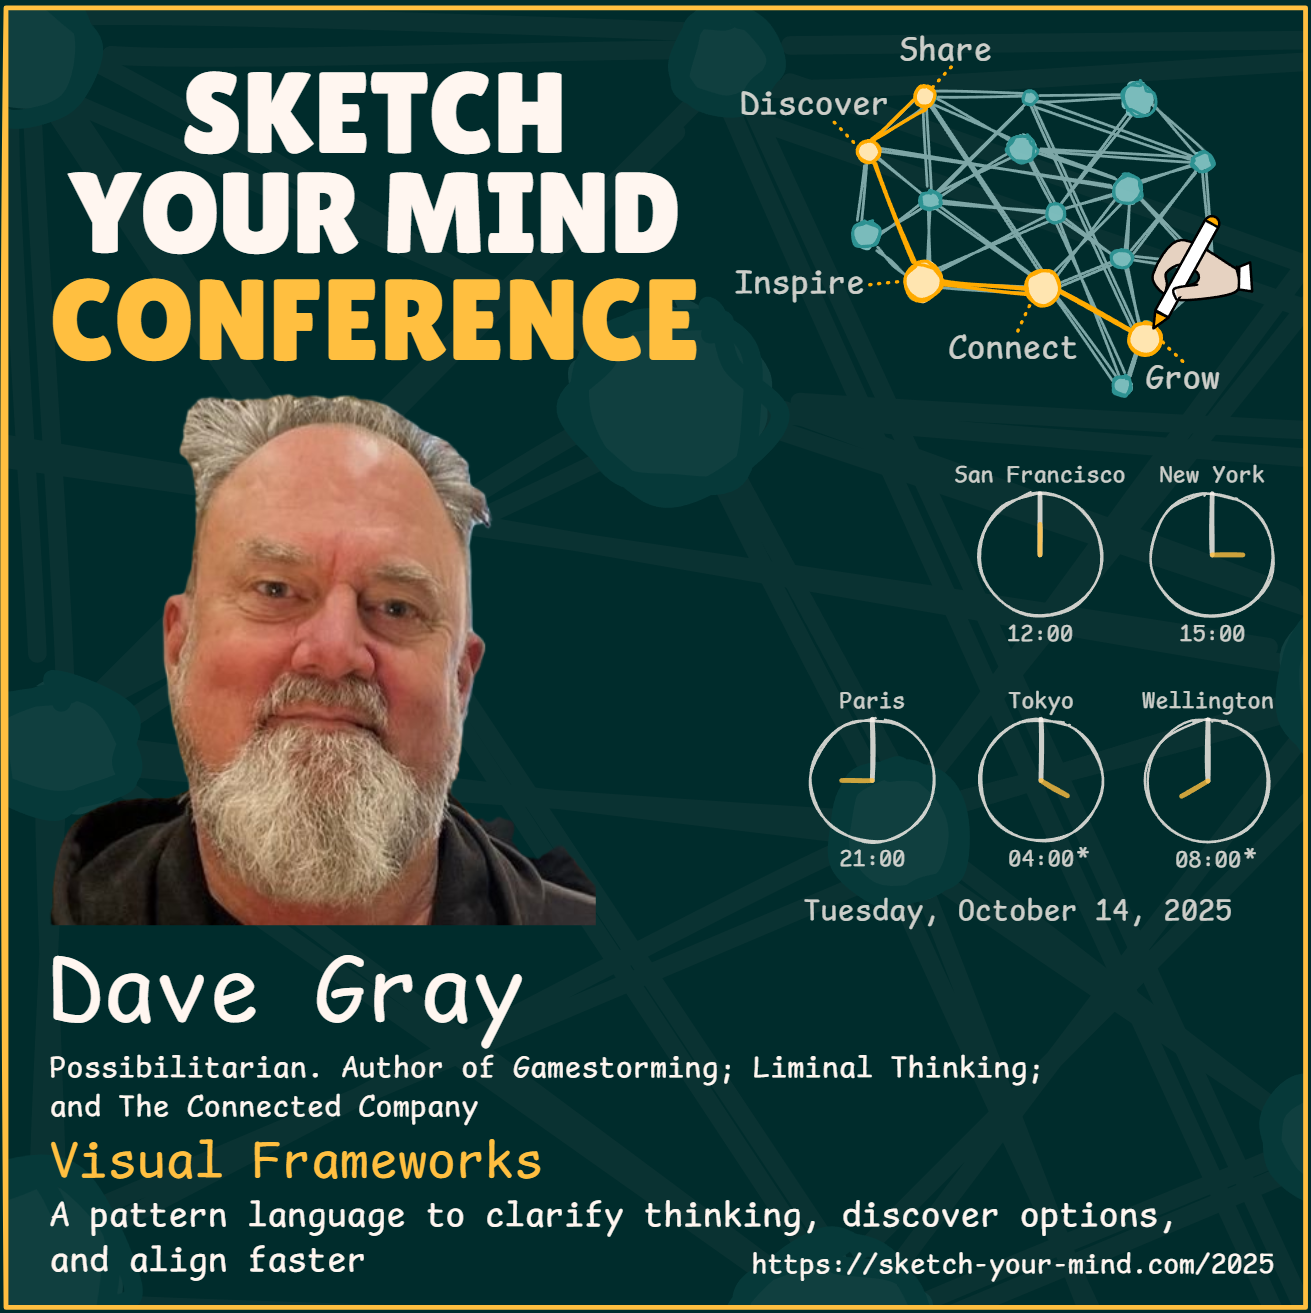 SKETCH
YOUR MIND
CONFERENCE
Share
Discover
Inspire
Connect
Grow
San Francisco
New York
12:00
15:00
Paris
Tokyo
Wellington
21:00
04:00*
08:00*
Tuesday, October 14, 2025
Dave Gray
Possibilitarian. Author of Gamestorming; Liminal Thinking;
and The Connected Company
Visual Frameworks
A pattern language to clarify thinking, discover options,
and align faster
https://sketch-your-mind.com/2025